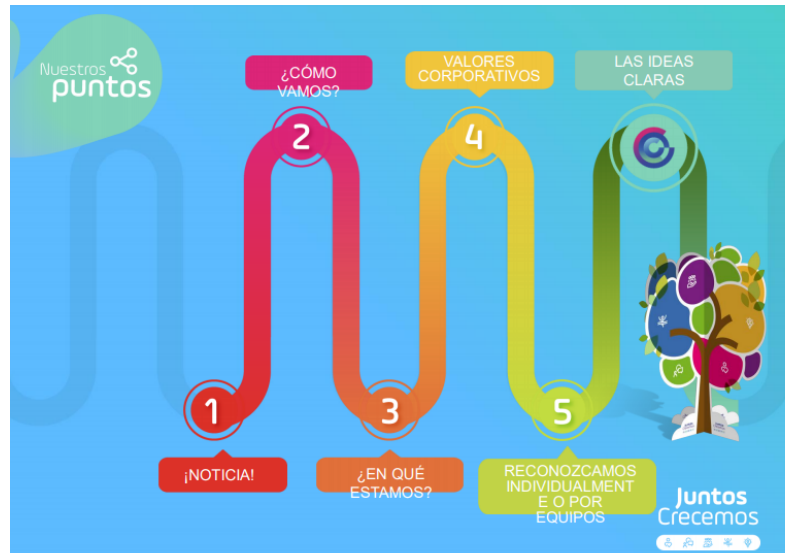 Nuestros
puntos
¿CÓMO
VAMOS?
VALORES
CORPORATIVOS
LAS IDEAS
CLARAS
2
4
1
3
5
¡NOTICIA!
¿EN QUÉ
ESTAMOS?
RECONOZCAMOS
INDIVIDUALMENT
E O POR
EQUIPOS
Juntos
Crecemos